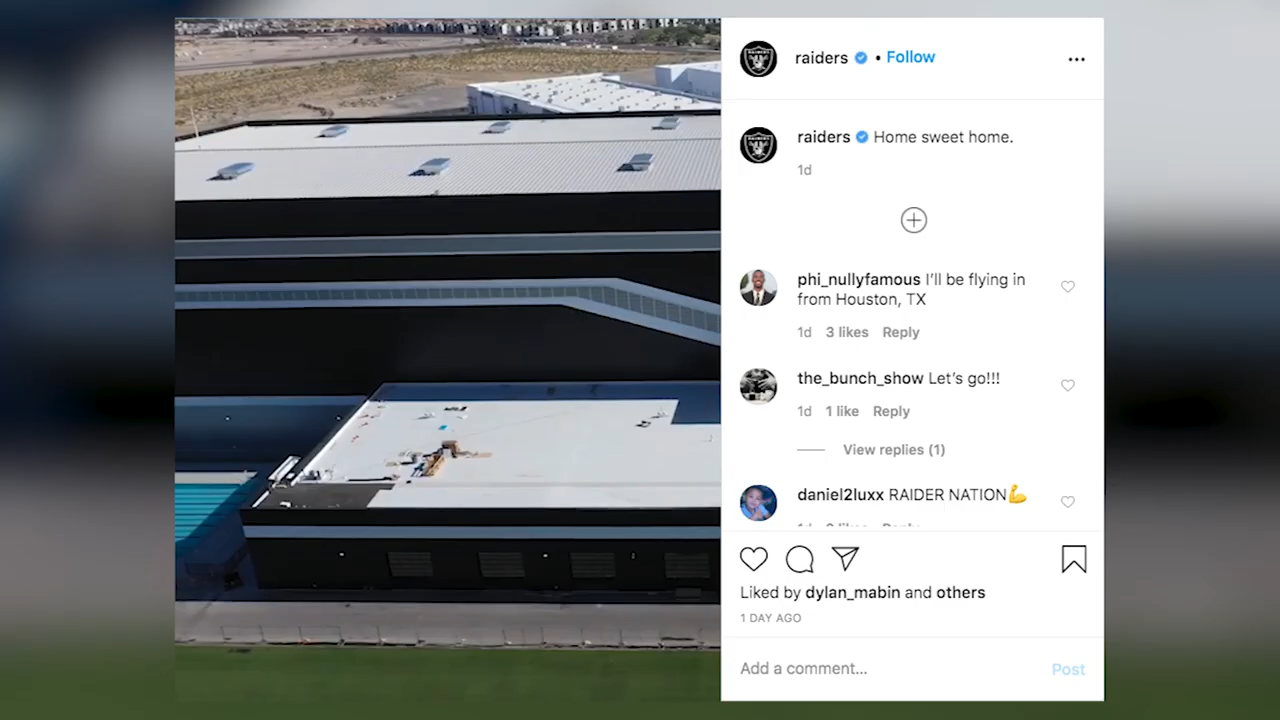 raiders • Follow
raiders Home sweet home.
1d
phi_nullyfamous I'll be flying in
from Houston, TX
1d 3 likes Reply
the_bunch_show Let's go!!!
1d 1 like Reply
View replies (1)
daniel2luxx RAIDER NATION💪
Liked by dylan_mabin and others
1 DAY AGO
Add a comment... Post